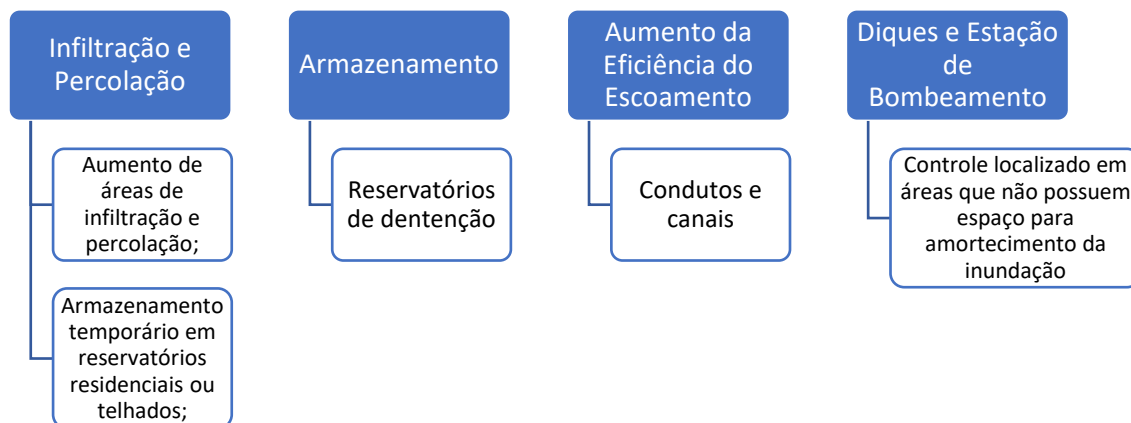 Infiltração e
Percolação
Aumento de
áreas de
infiltração e
percolação;
Armazenamento
temporário em
reservatórios
residenciais ou
telhados;
Armazenamento
Reservatórios
de dentenção
Aumento da
Eficiência do
Escoamento
Condutos e
canais
Diques e Estação
de
Bombeamento
Controle localizado em
áreas que não possuem
espaço para
amortecimento da
inundação